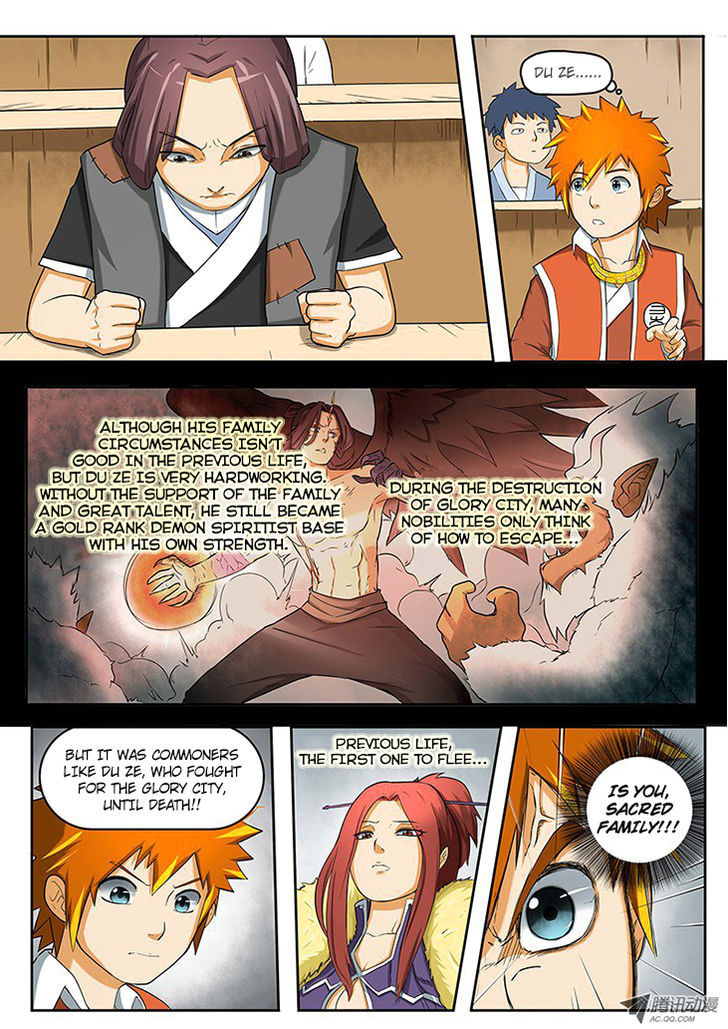 DU ZE......
ALTHOUGH HIS FAMILY
CIRCUMSTANCES ISN'T
GOOD IN THE PREVIOUS LIFE,
BUT DU ZE IS VERY HARDWORKING.
WITHOUT THE SUPPORT OF THE FAMILY
AND GREAT TALENT, HE STILL BECAME
A GOLD RANK DEMON SPIRITIST BASE
WITH HIS OWN STRENGTH.
DURING THE DESTRUCTION
OF GLORY CITY, MANY
NOBILITIES ONLY THINK
OF HOW TO ESCAPE...
BUT IT WAS COMMONERS
LIKE DU ZE, WHO FOUGHT
FOR THE GLORY CITY,
UNTIL DEATH!!
PREVIOUS LIFE,
THE FIRST ONE TO FLEE...
IS YOU,
SACRED
FAMILY!!!
腾讯动漫
AC.QQ.COM